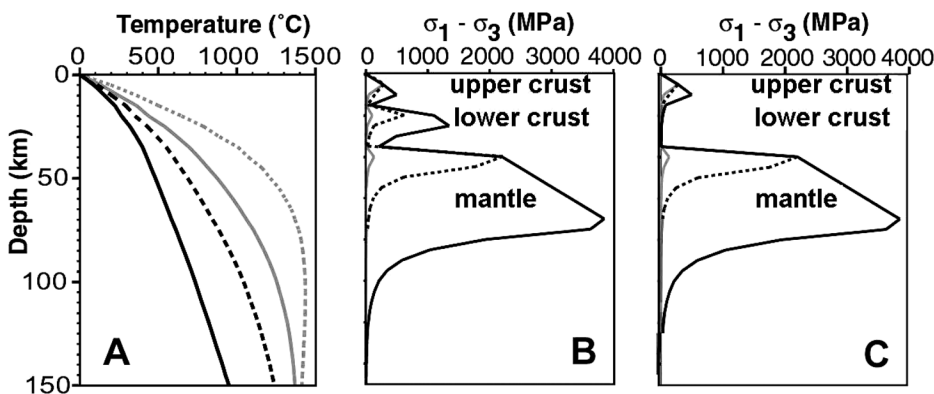 Temperature (˚C)
0 500 1000 1500
Depth (km)
0
50
100
150
A
σ1 - σ3 (MPa)
0 1000 2000 3000 4000
upper crust
lower crust
mantle
B
σ1 - σ3 (MPa)
0 1000 2000 3000 4000
upper crust
lower crust
mantle
C